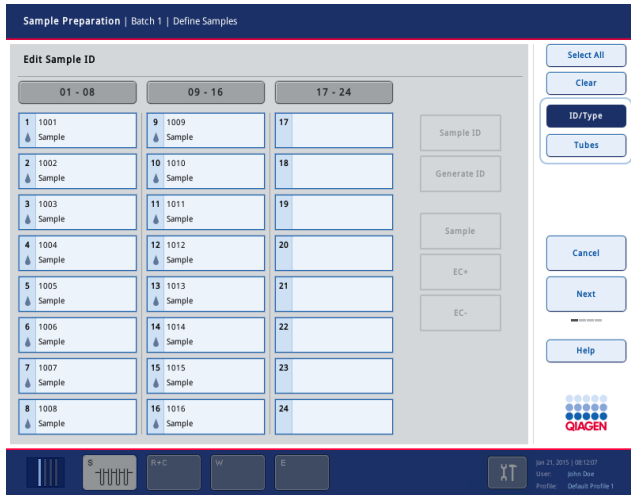 Sample Preparation | Batch 1 | Define Samples
Edit Sample ID
01 - 08
09 - 16
17 - 24
1 1001
Sample
2 1002
Sample
3 1003
Sample
4 1004
Sample
5 1005
Sample
6 1006
Sample
7 1007
Sample
8 1008
Sample
9 1009
Sample
10 1010
Sample
11 1011
Sample
12 1012
Sample
13 1013
Sample
14 1014
Sample
15 1015
Sample
16 1016
Sample
17
18
19
20
21
22
23
24
Sample ID
Generate ID
Sample
EC+
EC-
Select All
Clear
ID/Type
Tubes
Cancel
Next
Help
QIAGEN
S
R+C
W
E
Jan 21, 2015 | 08:12:07
User: John Doe
Profile: Default Profile 1